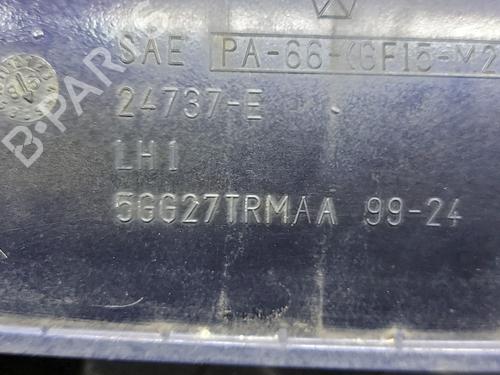 SAE PA-66-(GF15-M2
24737-E
LH1
5GG27TRMAA 99-24
B-PARTS